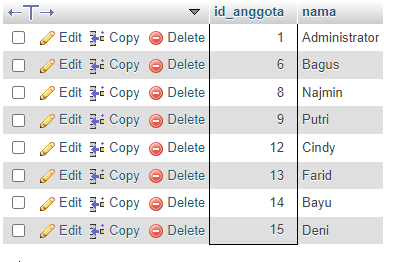 id_anggota nama
Edit Copy Delete 1 Administrator
Edit Copy Delete 6 Bagus
Edit Copy Delete 8 Najmin
Edit Copy Delete 9 Putri
Edit Copy Delete 12 Cindy
Edit Copy Delete 13 Farid
Edit Copy Delete 14 Bayu
Edit Copy Delete 15 Deni